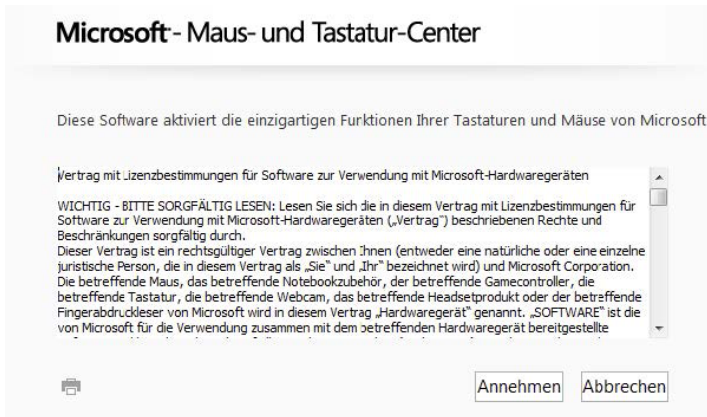 Microsoft - Maus- und Tastatur-Center
Diese Software aktiviert die einzigartigen Funktionen Ihrer Tastaturen und Mäuse von Microsoft
Vertrag mit Lizenzbestimmungen für Software zur Verwendung mit Microsoft-Hardwaregeräten
WICHTIG - BITTE SORGFÄLTIG LESEN: Lesen Sie sich die in diesem Vertrag mit Lizenzbestimmungen für
Software zur Verwendung mit Microsoft-Hardwaregeräten („Vertrag") beschriebenen Rechte und
Beschränkungen sorgfältig durch.
Dieser Vertrag ist ein rechtsgültiger Vertrag zwischen Ihnen (entweder eine natürliche oder eine einzelne
juristische Person, die in diesem Vertrag als „Sie" und „Ihr" bezeichnet wird) und Microsoft Corporation.
Die betreffende Maus, das betreffende Notebookzubehör, der betreffende Gamecontroller, die
betreffende Tastatur, die betreffende Webcam, das betreffende Headsetprodukt oder der betreffende
Fingerabdruckleser von Microsoft wird in diesem Vertrag „Hardwaregerät" genannt. „SOFTWARE" ist die
von Microsoft für die Verwendung zusammen mit dem betreffenden Hardwaregerät bereitgestellte
Annehmen Abbrechen